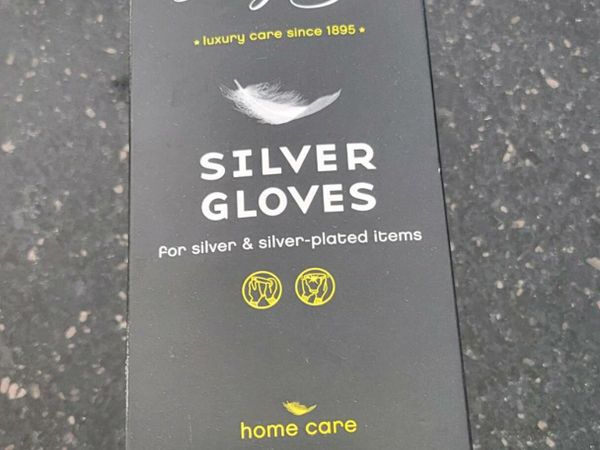 ★ luxury care since 1895 ★
SILVER
GLOVES
for silver & silver-plated items
home care